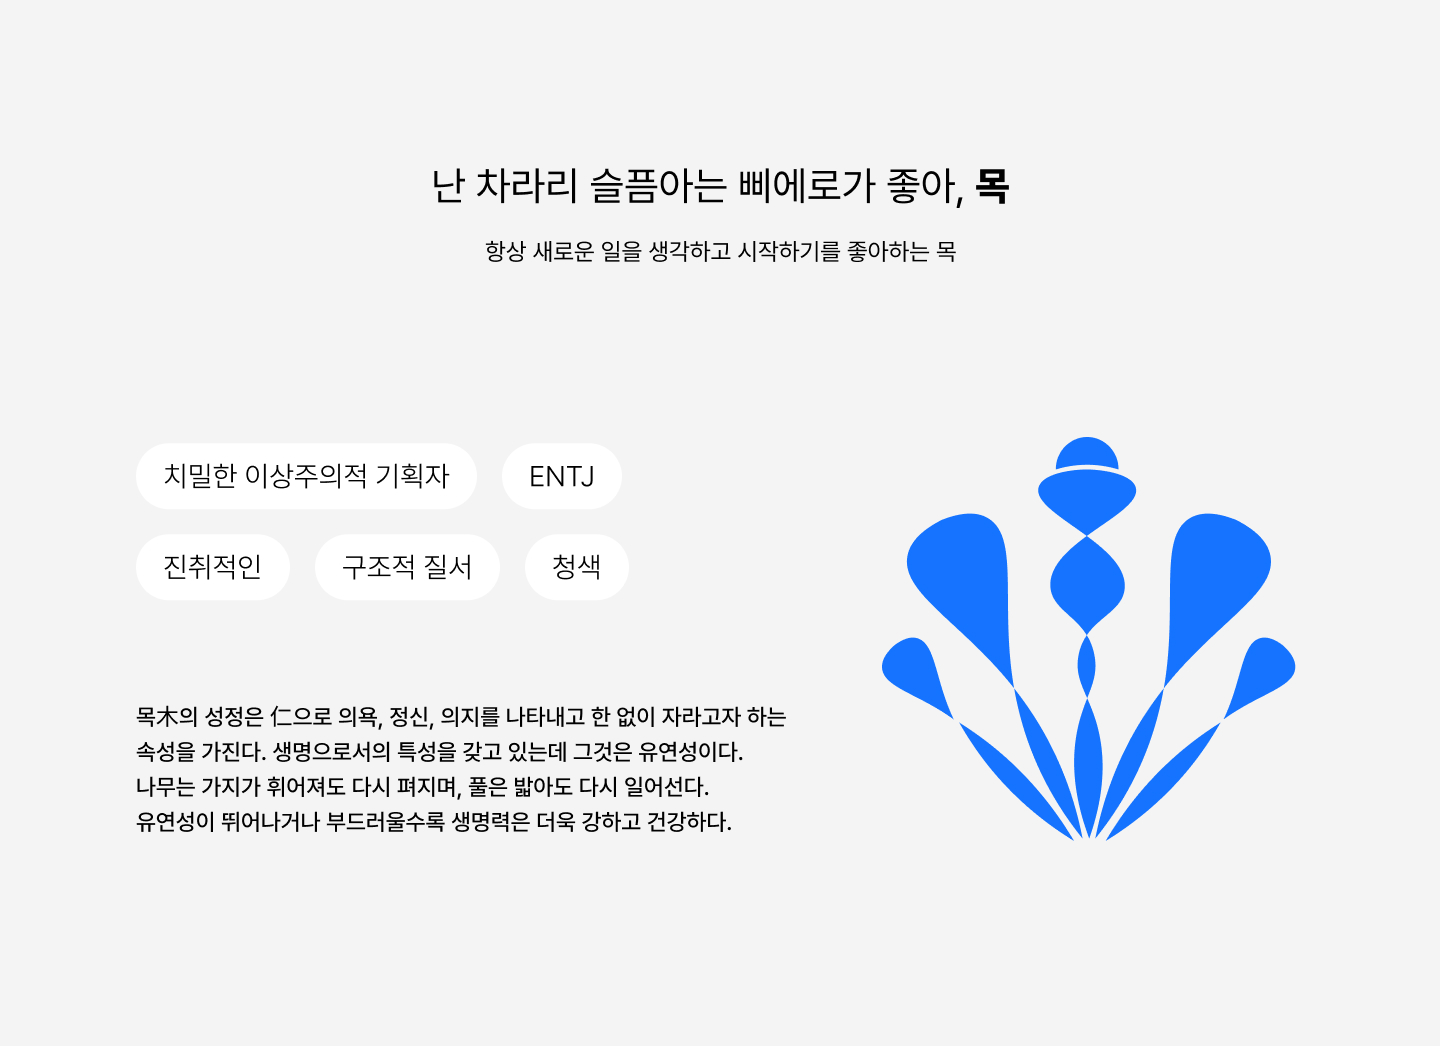 난 차라리 슬픔아는 삐에로가 좋아, 목
항상 새로운 일을 생각하고 시작하기를 좋아하는 목
치밀한 이상주의적 기획자
ENTJ
진취적인
구조적 질서
청색
목木의 성정은 仁으로 의욕, 정신, 의지를 나타내고 한 없이 자라고자 하는
속성을 가진다. 생명으로서의 특성을 갖고 있는데 그것은 유연성이다.
나무는 가지가 휘어져도 다시 펴지며, 풀은 밟아도 다시 일어선다.
유연성이 뛰어나거나 부드러울수록 생명력은 더욱 강하고 건강하다.